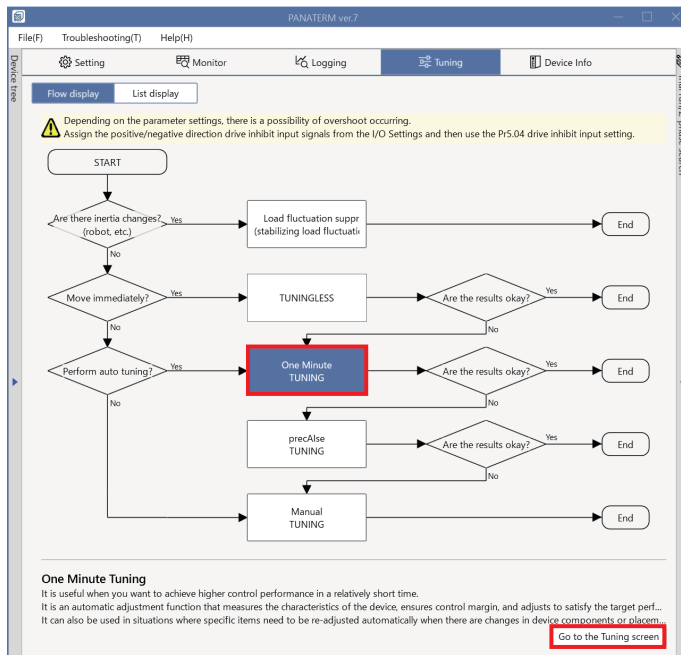 PANATERM ver.7
File(F) Troubleshooting(T) Help(H)
Device tree
Setting Monitor Logging Tuning Device Info
Flow display List display
Depending on the parameter settings, there is a possibility of overshoot occurring.
Assign the positive/negative direction drive inhibit input signals from the I/O Settings and then use the Pr5.04 drive inhibit input setting.
START
Are there inertia changes?
(robot, etc.)
Yes
Load fluctuation suppr
(stabilizing load fluctuatic
End
No
Move immediately?
Yes
TUNINGLESS
Are the results okay?
Yes
End
No
No
Perform auto tuning?
Yes
One Minute
TUNING
Are the results okay?
Yes
End
No
No
precAIse
TUNING
Are the results okay?
Yes
End
No
Manual
TUNING
End
One Minute Tuning
It is useful when you want to achieve higher control performance in a relatively short time.
It is an automatic adjustment function that measures the characteristics of the device, ensures control margin, and adjusts to satisfy the target perf...
It can also be used in situations where specific items need to be re-adjusted automatically when there are changes in device components or placem...
Go to the Tuning screen